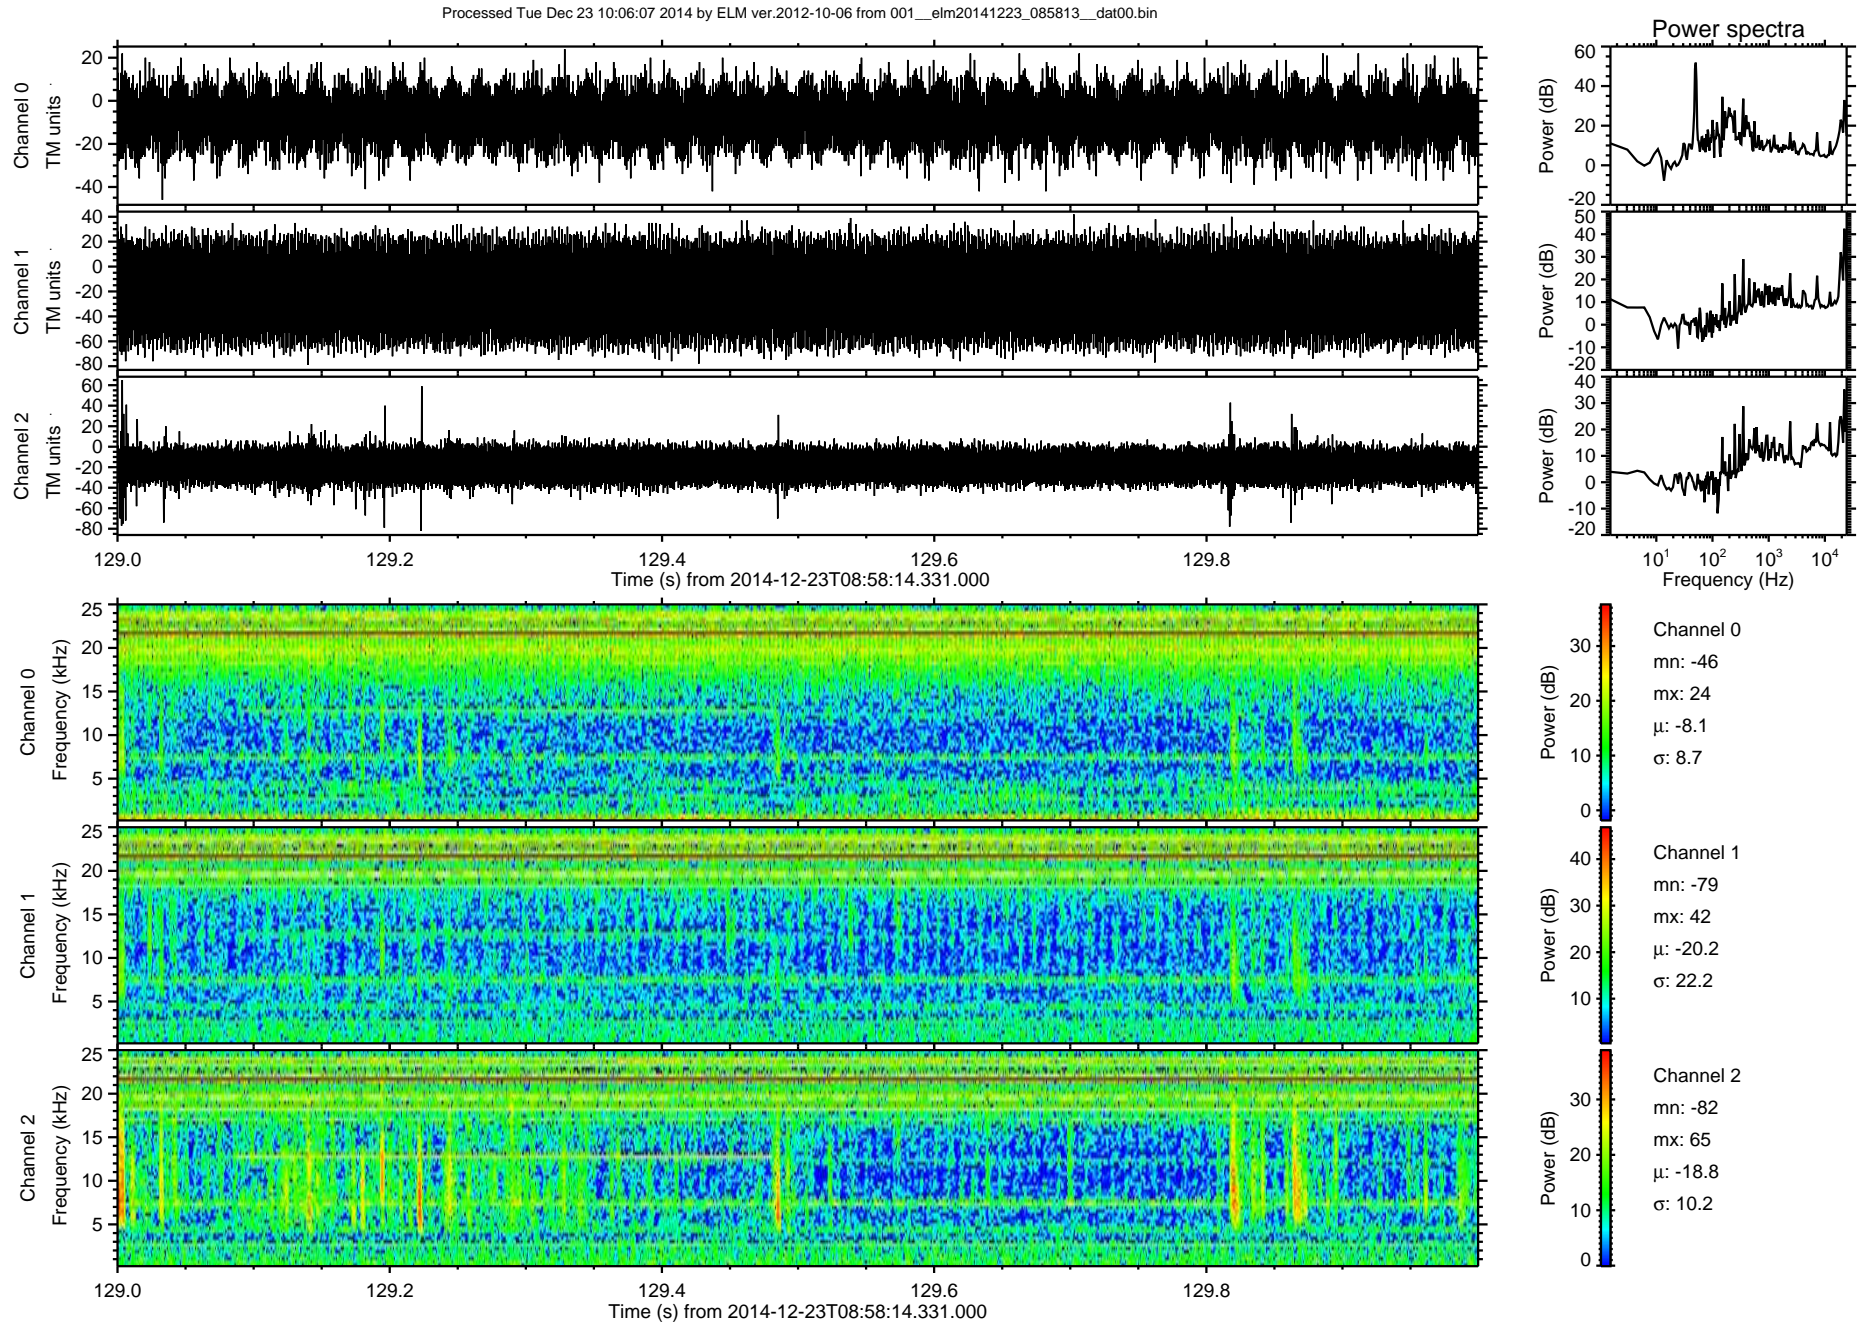 Processed Tue Dec 23 10:06:07 2014 by ELM ver.2012-10-06 from 001__elm20141223_085813__dat00.bin
Power spectra
Channel 0
TM units
20
0
-20
-40
Power (dB)
60
40
20
0
-20
Channel 1
TM units
40
20
0
-20
-40
-60
-80
Power (dB)
50
40
30
20
10
0
-10
-20
Channel 2
TM units
60
40
20
0
-20
-40
-60
-80
Power (dB)
40
30
20
10
0
-10
-20
129.0 129.2 129.4 129.6 129.8
Time (s) from 2014-12-23T08:58:14.331.000
10¹ 10² 10³ 10⁴
Frequency (Hz)
Channel 0
Frequency (kHz)
25
20
15
10
5
Power (dB)
30
20
10
0
Channel 0
mn: -46
mx: 24
μ: -8.1
σ: 8.7
Channel 1
Frequency (kHz)
25
20
15
10
5
Power (dB)
40
30
20
10
Channel 1
mn: -79
mx: 42
μ: -20.2
σ: 22.2
Channel 2
Frequency (kHz)
25
20
15
10
5
Power (dB)
30
20
10
0
Channel 2
mn: -82
mx: 65
μ: -18.8
σ: 10.2
129.0 129.2 129.4 129.6 129.8
Time (s) from 2014-12-23T08:58:14.331.000